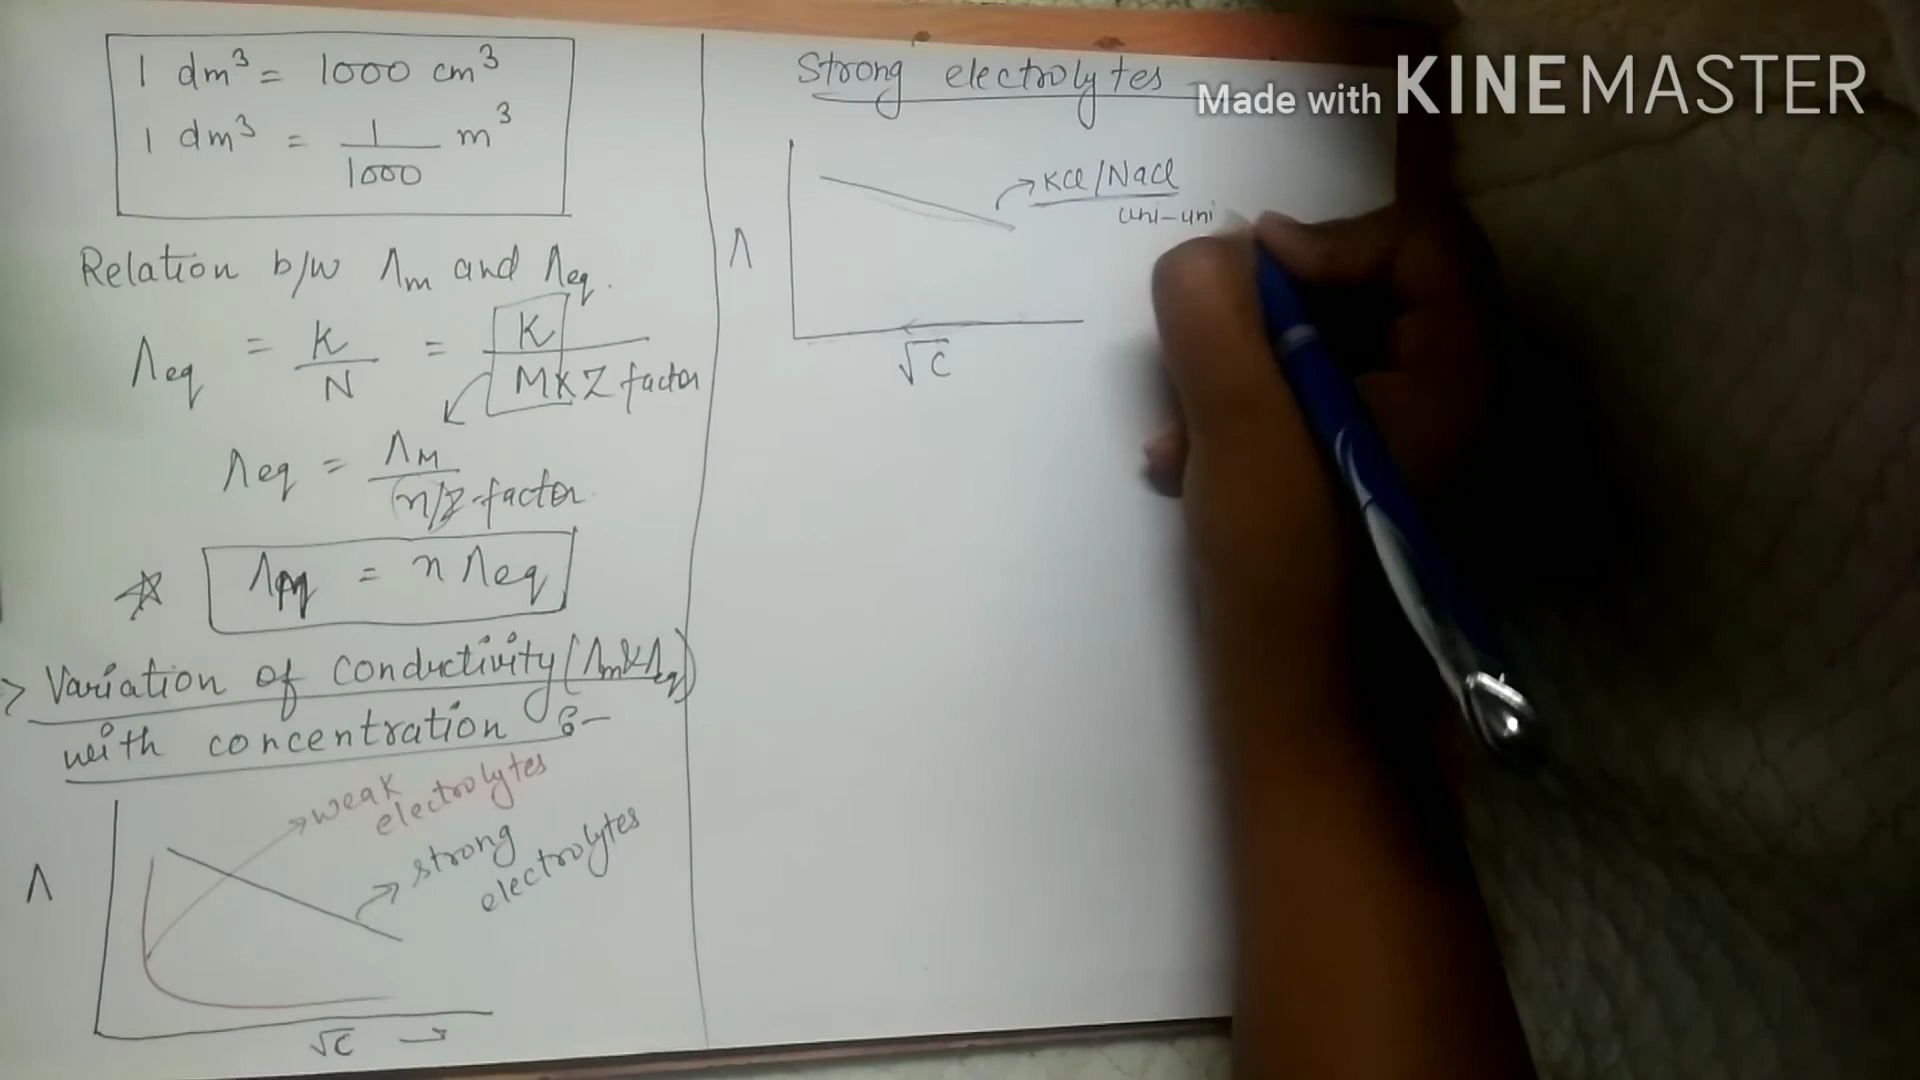 1 dm³ = 1000 cm³
1 dm³ = 1/1000 m³
Relation b/w Λm and Λeq.
Λeq = K/N = K/M×Z factor
Λeq = ΛM/(n/z-factor
Λm = n Λeq
> Variation of conductivity (Λm & Λeq)
with concentration :-
weak
electrolytes
strong
electrolytes
Λ
√C →
Strong electrolytes
KCl/NaCl
uni-uni
Λ
√C
Made with KINEMASTER